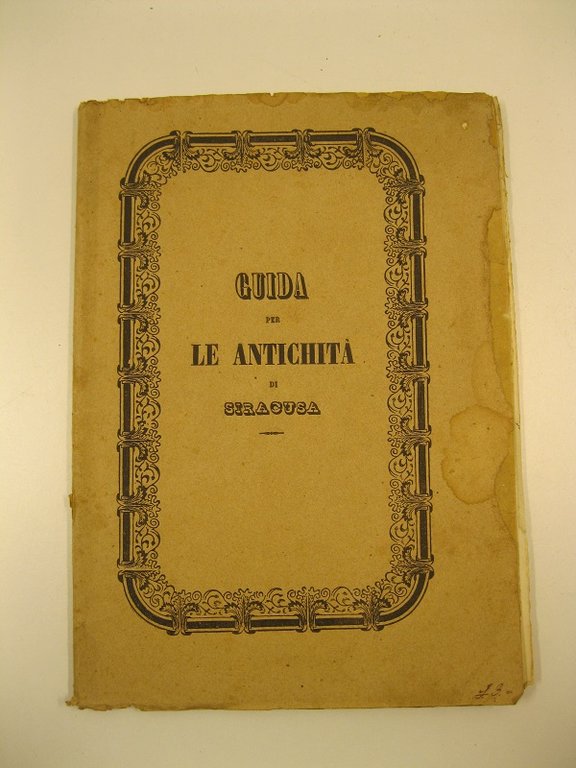 GUIDA
PER
LE ANTICHITÀ
DI
SIRACUSA